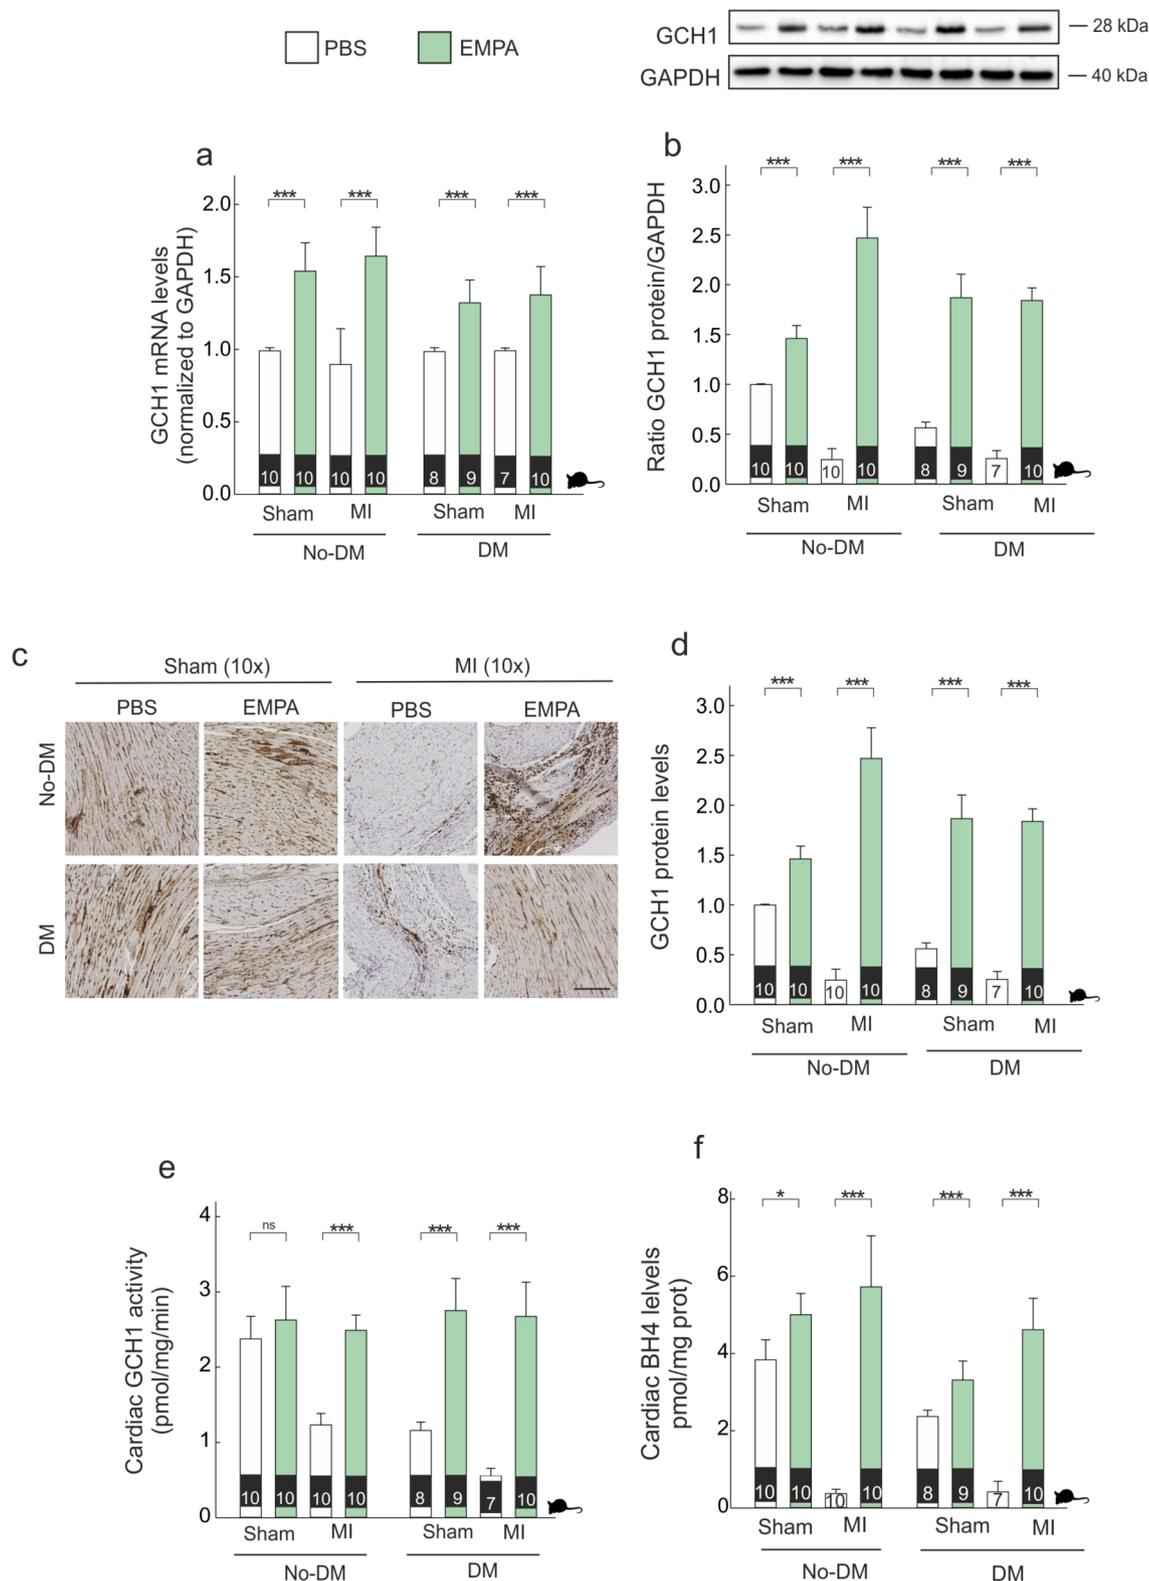 PBS
EMPA
GCH1
28 kDa
GAPDH
40 kDa
a
GCH1 mRNA levels
(normalized to GAPDH)
2.0
1.5
1.0
0.5
0.0
*** *** *** ***
10 10 10 10 8 9 7 10
Sham MI Sham MI
No-DM DM
b
Ratio GCH1 protein/GAPDH
3.0
2.5
2.0
1.5
1.0
0.5
0.0
*** *** *** ***
10 10 10 10 8 9 7 10
Sham MI Sham MI
No-DM DM
c
Sham (10x) MI (10x)
PBS EMPA PBS EMPA
No-DM
DM
d
GCH1 protein levels
3.0
2.5
2.0
1.5
1.0
0.5
0.0
*** *** *** ***
10 10 10 10 8 9 7 10
Sham MI Sham MI
No-DM DM
e
Cardiac GCH1 activity
(pmol/mg/min)
4
3
2
1
0
ns *** *** ***
10 10 10 10 8 9 7 10
Sham MI Sham MI
No-DM DM
f
Cardiac BH4 lelvels
pmol/mg prot)
8
6
4
2
0
* *** *** ***
10 10 10 10 8 9 7 10
Sham MI Sham MI
No-DM DM